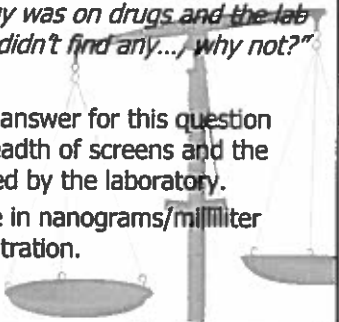 y was on drugs and the lab
didn't find any..., why not?"
answer for this question
eadth of screens and the
ed by the laboratory.
e in nanograms/milliliter
tration.